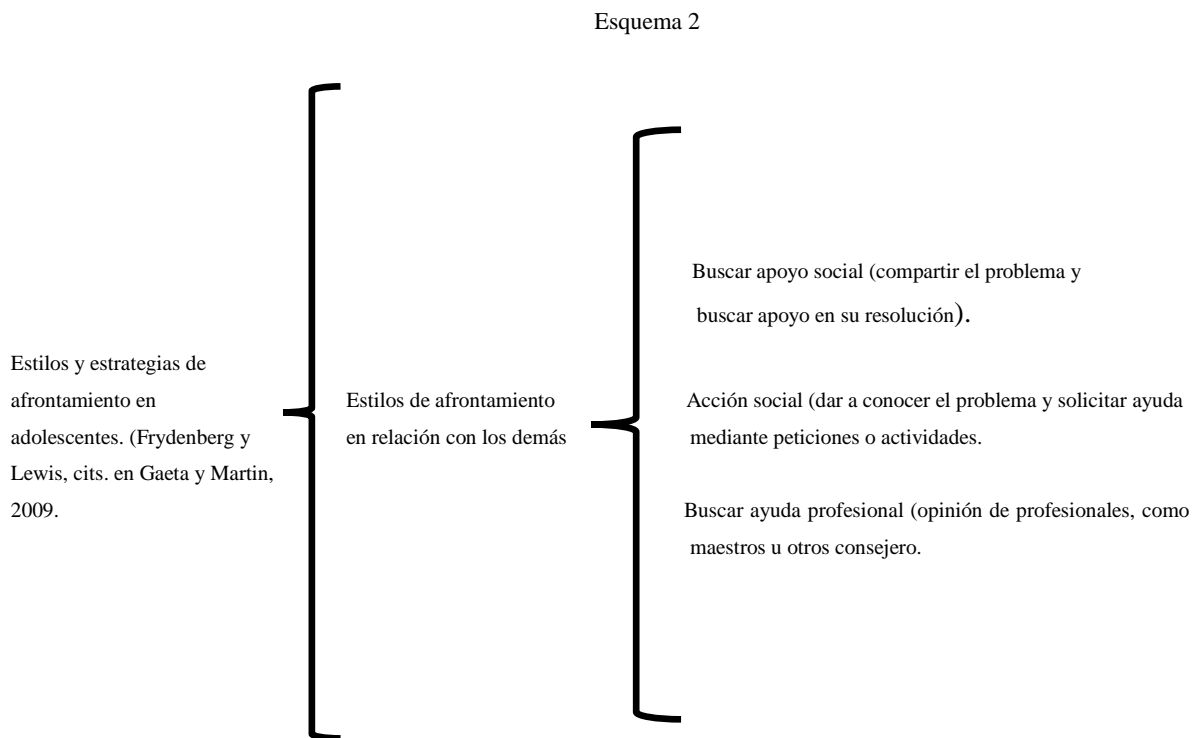 Esquema 2
Estilos y estrategias de
afrontamiento en
adolescentes. (Frydenberg y
Lewis, cits. en Gaeta y Martin,
2009.
Estilos de afrontamiento
en relación con los demás
Buscar apoyo social (compartir el problema y
buscar apoyo en su resolución).
Acción social (dar a conocer el problema y solicitar ayuda
mediante peticiones o actividades.
Buscar ayuda profesional (opinión de profesionales, como
maestros u otros consejero.